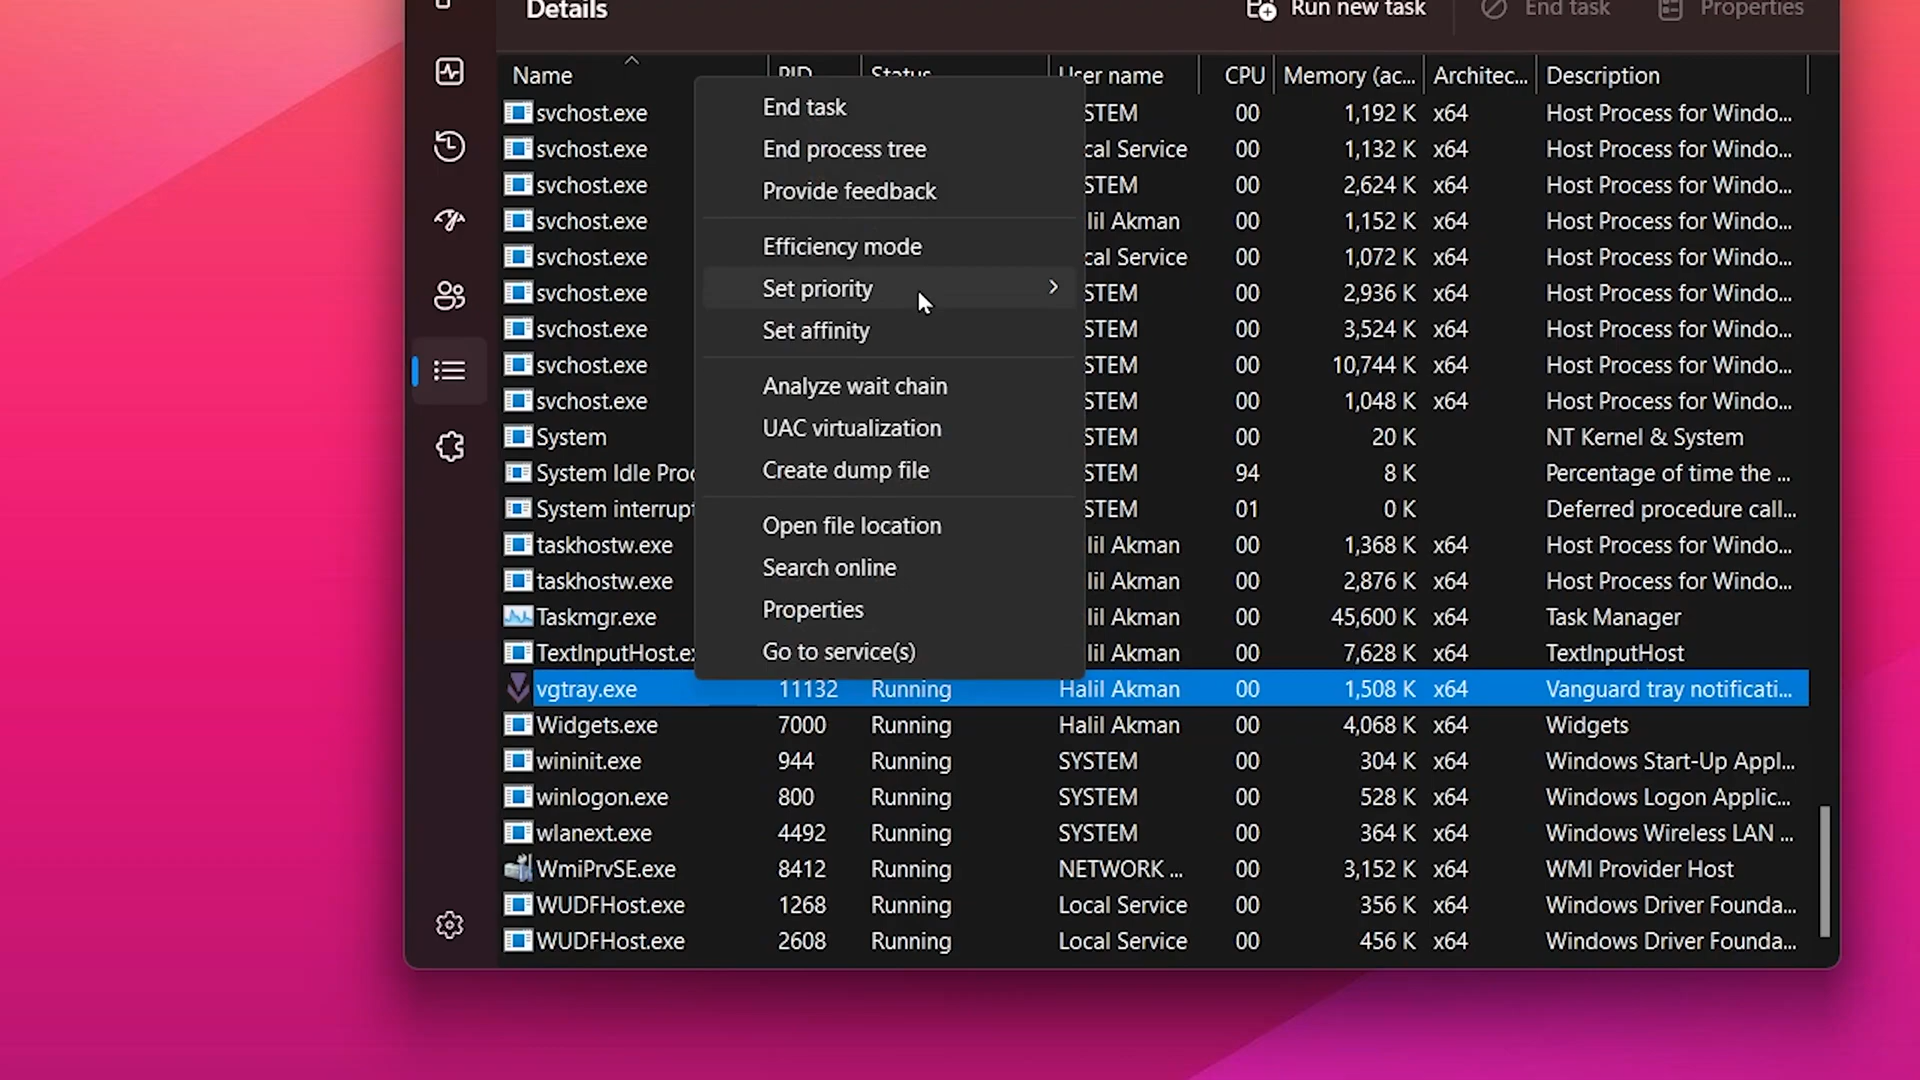 Details
Run new task
End task
Properties
Name PID Status User name CPU Memory (ac... Architec... Description
svchost.exe STEM 00 1,192 K x64 Host Process for Windo...
svchost.exe cal Service 00 1,132 K x64 Host Process for Windo...
svchost.exe STEM 00 2,624 K x64 Host Process for Windo...
svchost.exe lil Akman 00 1,152 K x64 Host Process for Windo...
svchost.exe cal Service 00 1,072 K x64 Host Process for Windo...
svchost.exe STEM 00 2,936 K x64 Host Process for Windo...
svchost.exe STEM 00 3,524 K x64 Host Process for Windo...
svchost.exe STEM 00 10,744 K x64 Host Process for Windo...
svchost.exe STEM 00 1,048 K x64 Host Process for Windo...
System STEM 00 20 K NT Kernel & System
System Idle Proc STEM 94 8 K Percentage of time the ...
System interrupt STEM 01 0 K Deferred procedure call...
taskhostw.exe lil Akman 00 1,368 K x64 Host Process for Windo...
taskhostw.exe lil Akman 00 2,876 K x64 Host Process for Windo...
Taskmgr.exe lil Akman 00 45,600 K x64 Task Manager
TextInputHost.ex lil Akman 00 7,628 K x64 TextInputHost
vgtray.exe 11132 Running Halil Akman 00 1,508 K x64 Vanguard tray notificati...
Widgets.exe 7000 Running Halil Akman 00 4,068 K x64 Widgets
wininit.exe 944 Running SYSTEM 00 304 K x64 Windows Start-Up Appl...
winlogon.exe 800 Running SYSTEM 00 528 K x64 Windows Logon Applic...
wlanext.exe 4492 Running SYSTEM 00 364 K x64 Windows Wireless LAN ...
WmiPrvSE.exe 8412 Running NETWORK ... 00 3,152 K x64 WMI Provider Host
WUDFHost.exe 1268 Running Local Service 00 356 K x64 Windows Driver Founda...
WUDFHost.exe 2608 Running Local Service 00 456 K x64 Windows Driver Founda...
End task
End process tree
Provide feedback
Efficiency mode
Set priority
Set affinity
Analyze wait chain
UAC virtualization
Create dump file
Open file location
Search online
Properties
Go to service(s)